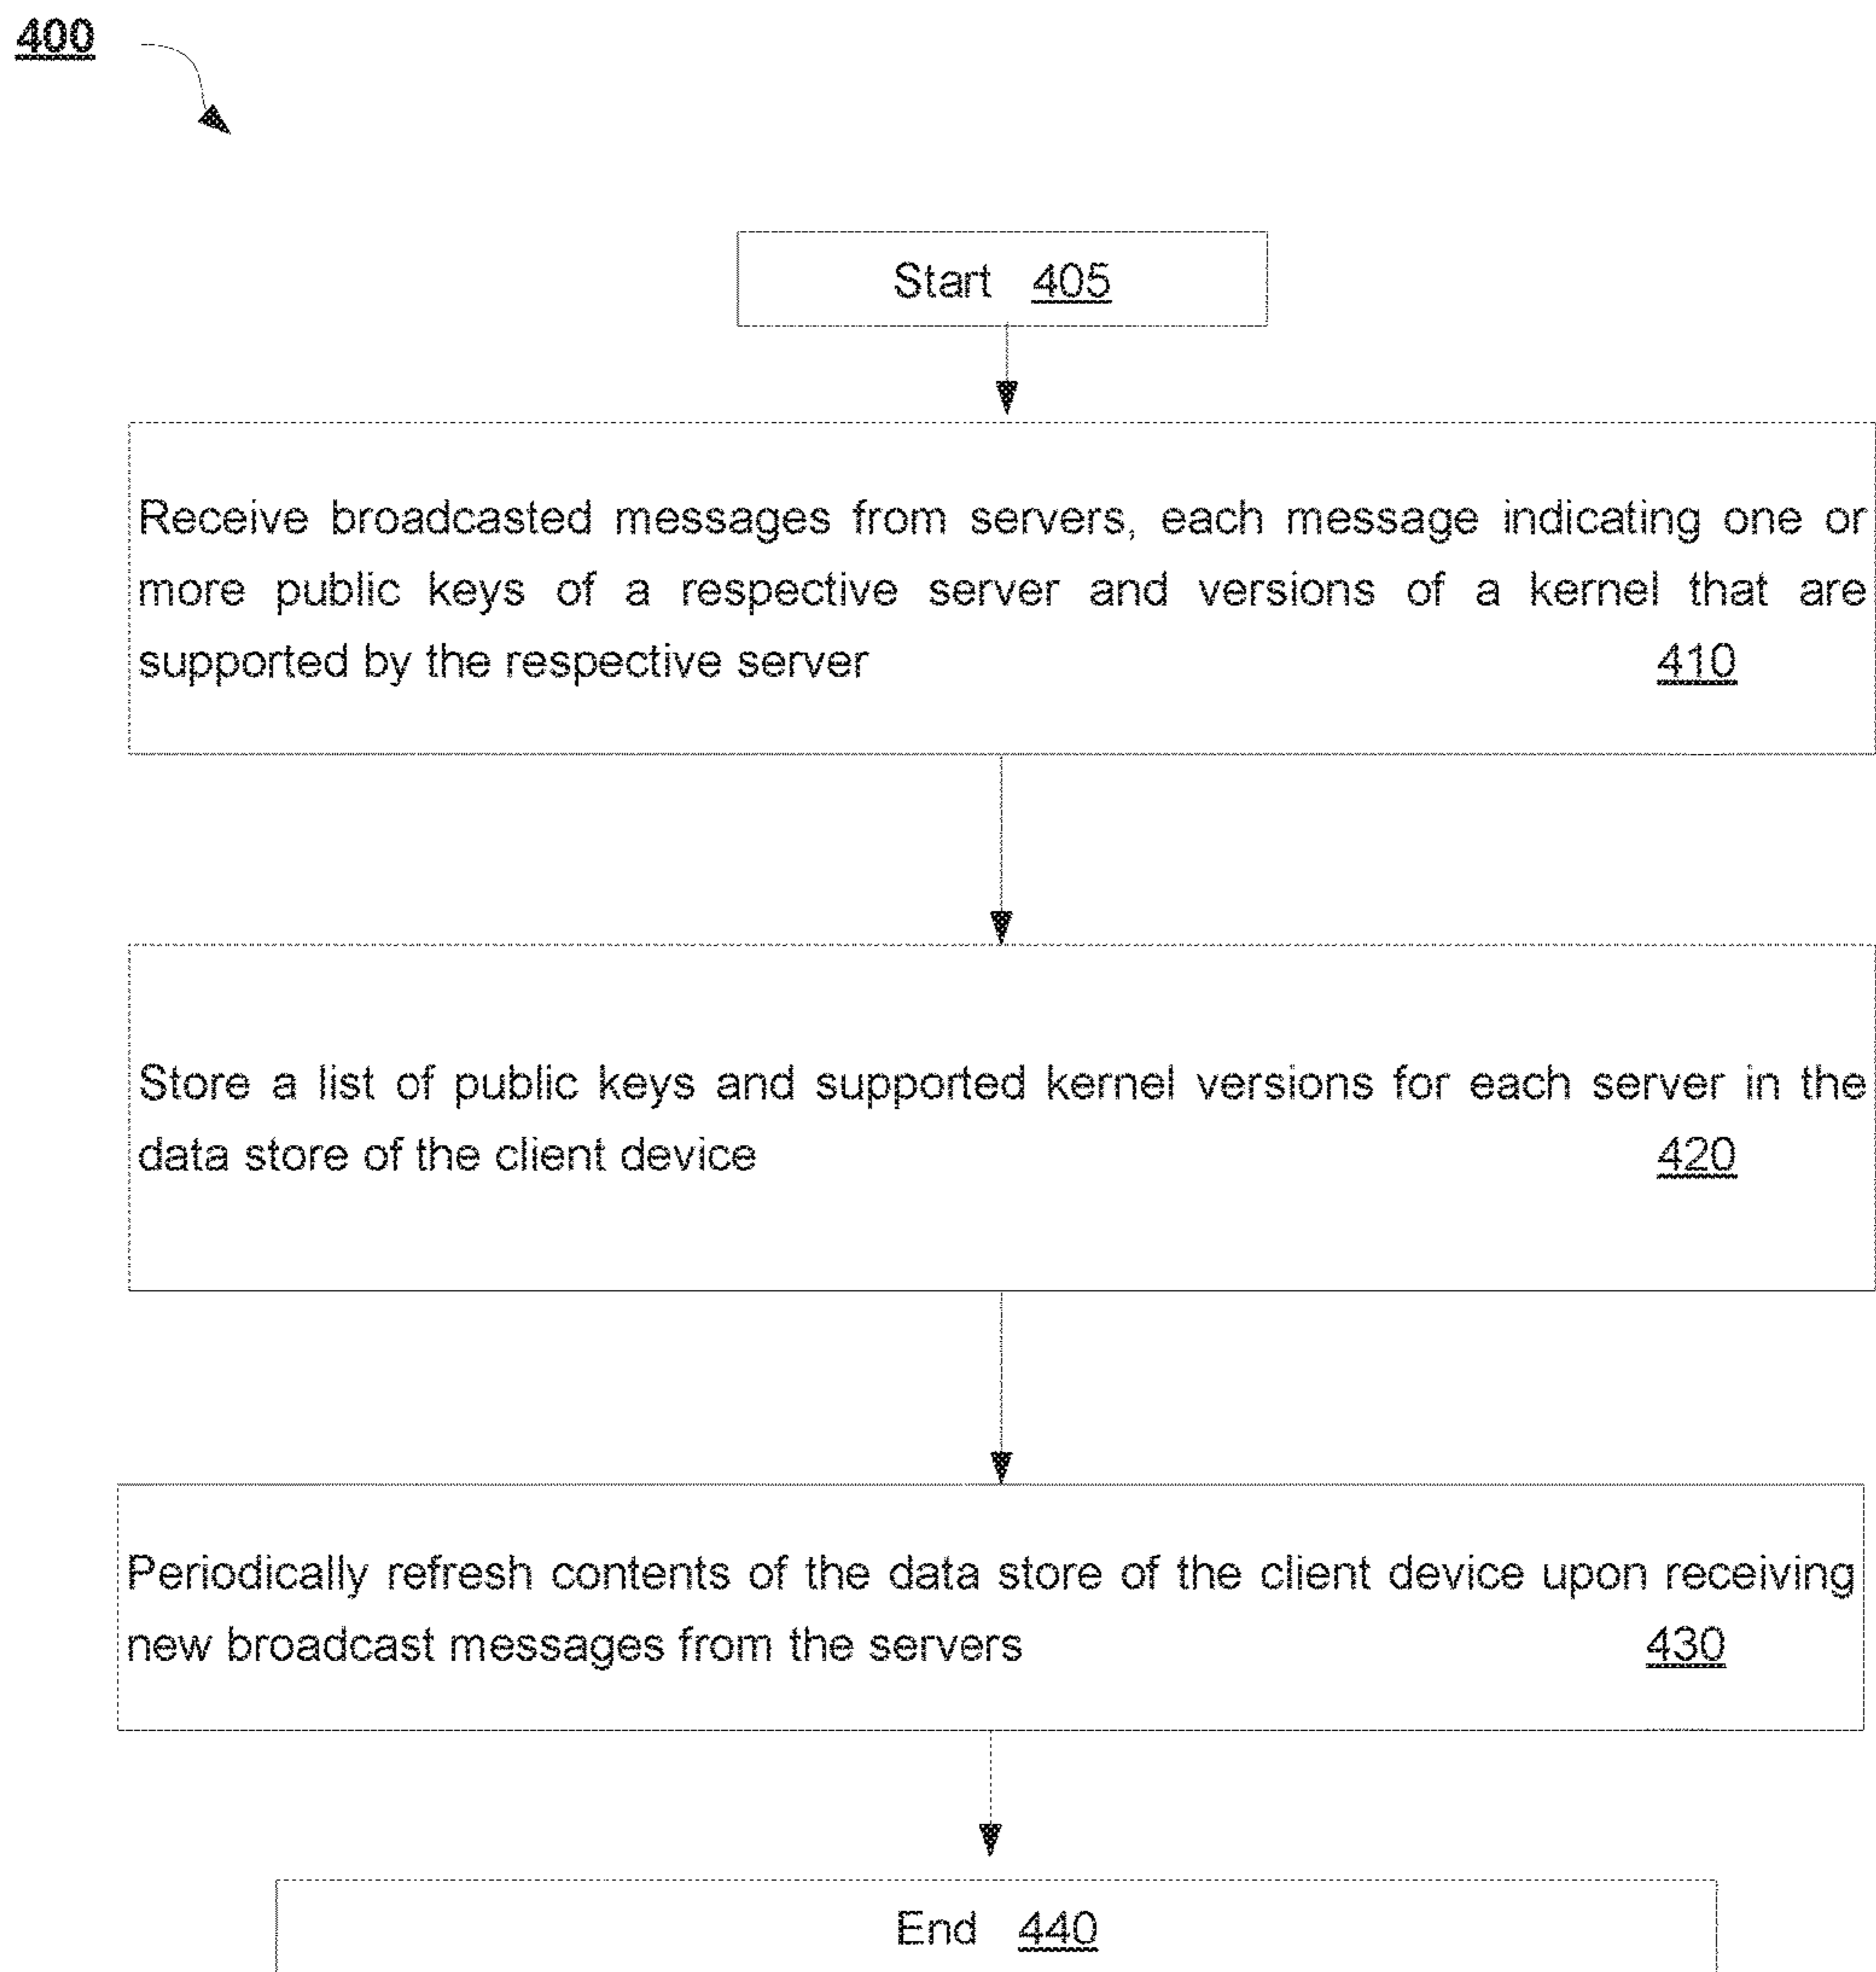 400
Start 405
Receive broadcasted messages from servers, each message indicating one or
more public keys of a respective server and versions of a kernel that are
supported by the respective server 410
Store a list of public keys and supported kernel versions for each server in the
data store of the client device 420
Periodically refresh contents of the data store of the client device upon receiving
new broadcast messages from the servers 430
End 440